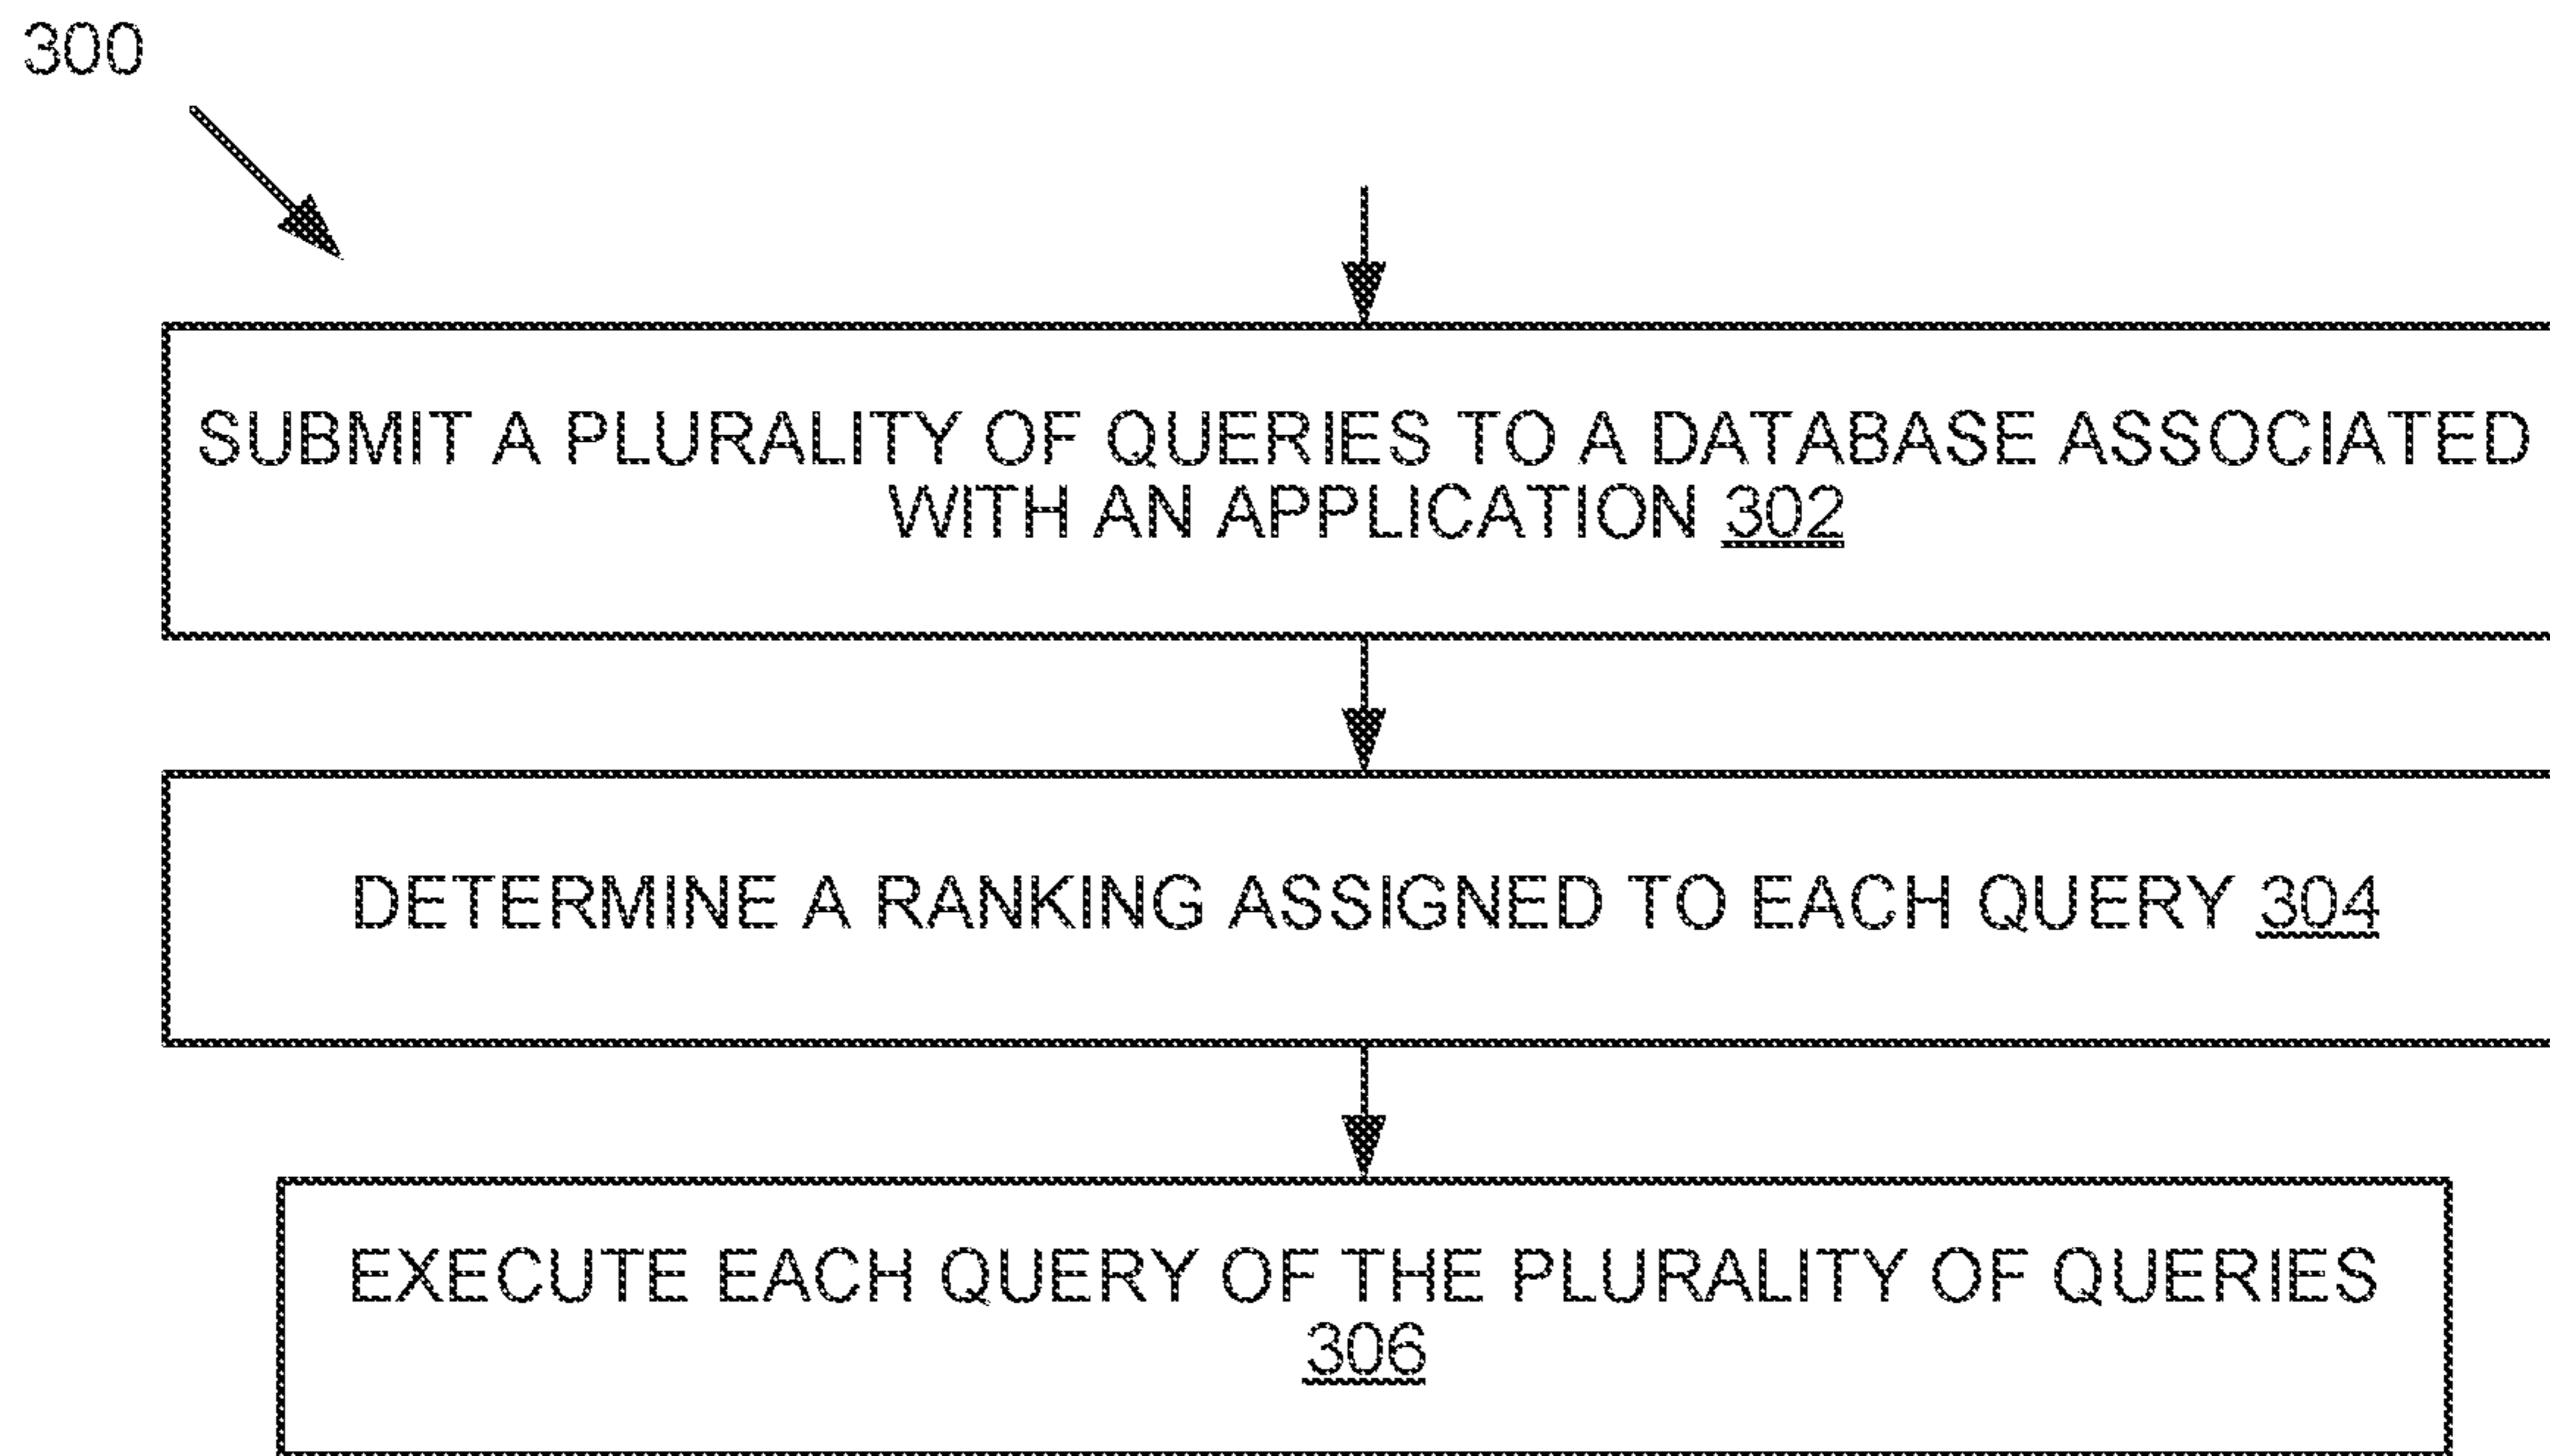 300
SUBMIT A PLURALITY OF QUERIES TO A DATABASE ASSOCIATED
WITH AN APPLICATION 302
DETERMINE A RANKING ASSIGNED TO EACH QUERY 304
EXECUTE EACH QUERY OF THE PLURALITY OF QUERIES
306